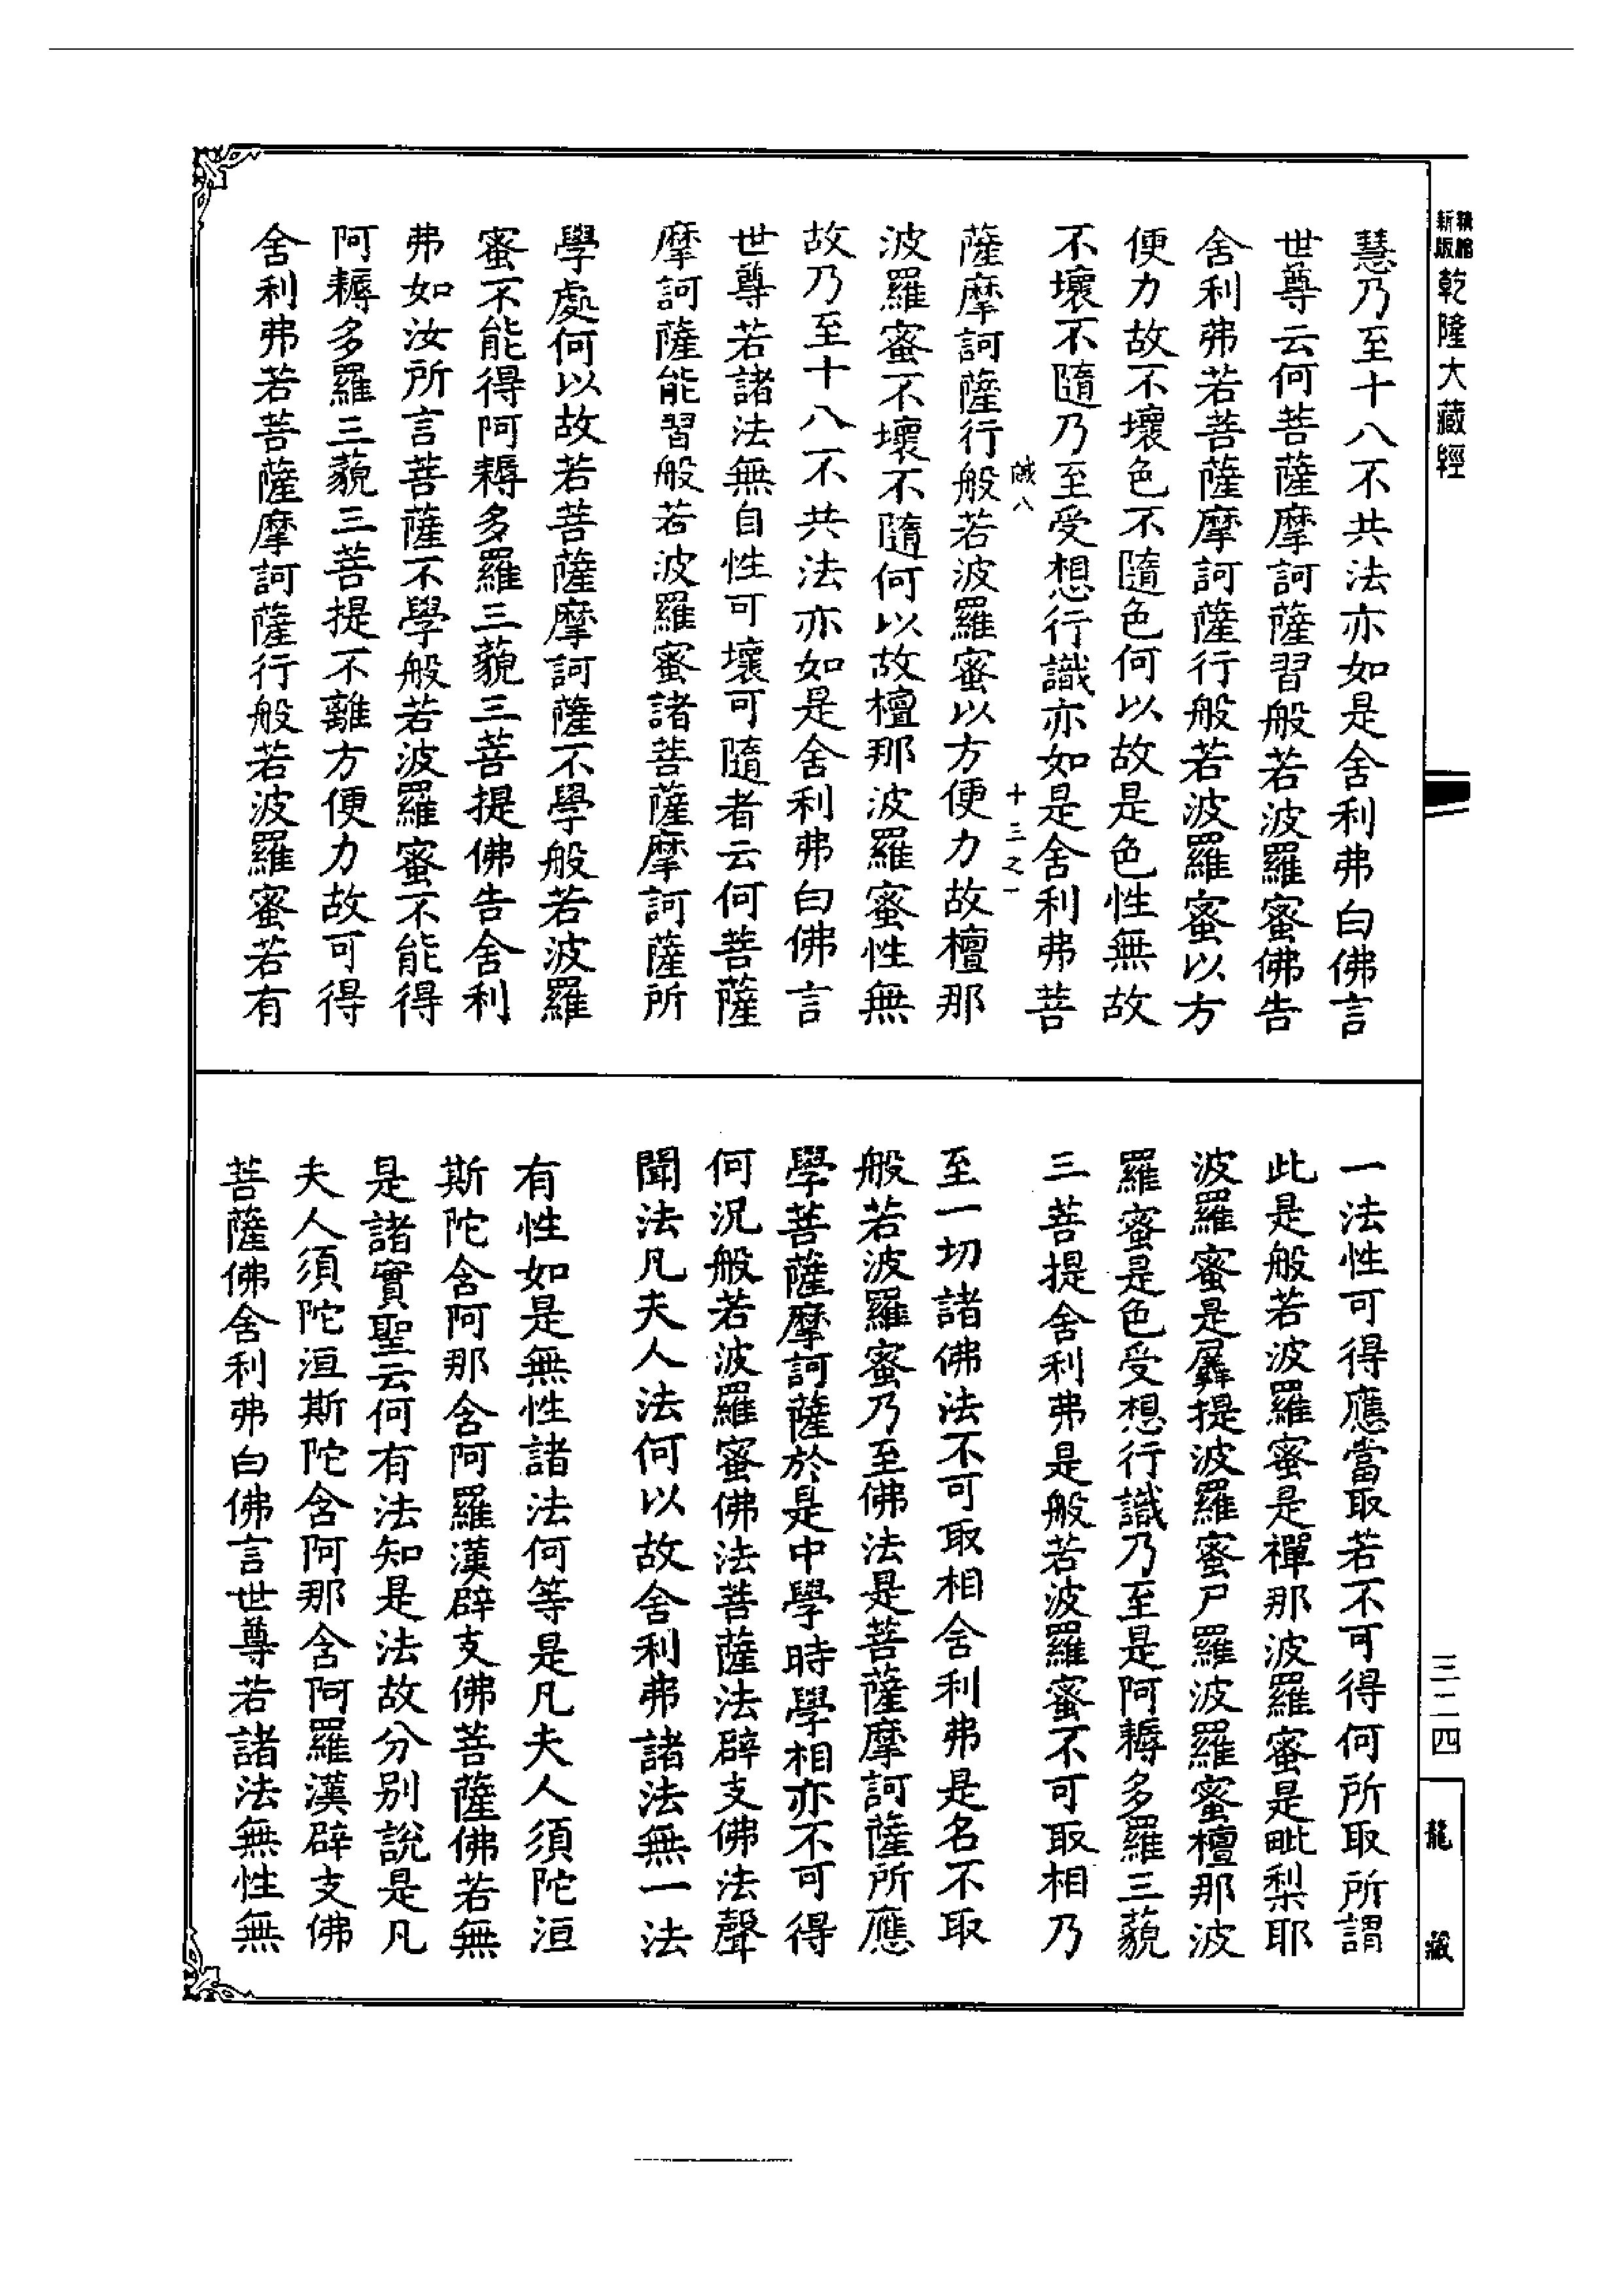 新版
精縮
乾隆大藏經
慧乃至十八不共法亦如是舍利弗白佛言
世尊云何菩薩摩訶薩習般若波羅蜜佛告
舍利弗若菩薩摩訶薩行般若波羅蜜以方
便力故不壞色不隨色何以故是色性無故
不壞不隨乃至受想行識亦如是舍利弗菩
十三之一
薩摩訶薩行般若波羅蜜以方便力故檀那
波羅蜜不壞不隨何以故檀那波羅蜜性無
故乃至十八不共法亦如是舍利弗白佛言
世尊若諸法無自性可壞可隨者云何菩薩
摩訶薩能習般若波羅蜜諸菩薩摩訶薩所
學處何以故若菩薩摩訶薩不學般若波羅
蜜不能得阿耨多羅三藐三菩提佛告舍利
弗如汝所言菩薩不學般若波羅蜜不能得
阿耨多羅三藐三菩提不離方便力故可得
舍利弗若菩薩摩訶薩行般若波羅蜜若有
一法性可得應當取若不可得何所取所謂
此是般若波羅蜜是禪那波羅蜜是毗梨耶
波羅蜜是羼提波羅蜜尸羅波羅蜜檀那波
羅蜜是色受想行識乃至是阿耨多羅三藐
三菩提舍利弗是般若波羅蜜不可取相乃
至一切諸佛法不可取相舍利弗是名不取
般若波羅蜜乃至佛法是菩薩摩訶薩所應
學菩薩摩訶薩於是中學時學相亦不可得
何況般若波羅蜜佛法菩薩法辟支佛法聲
聞法凡夫人法何以故舍利弗諸法無一法
有性如是無性諸法何等是凡夫人須陀洹
斯陀含阿那含阿羅漢辟支佛菩薩佛若無
是諸實聖云何有法知是法故分別說是凡
夫人須陀洹斯陀含阿那含阿羅漢辟支佛
菩薩佛舍利弗白佛言世尊若諸法無性無
三二四
龍藏